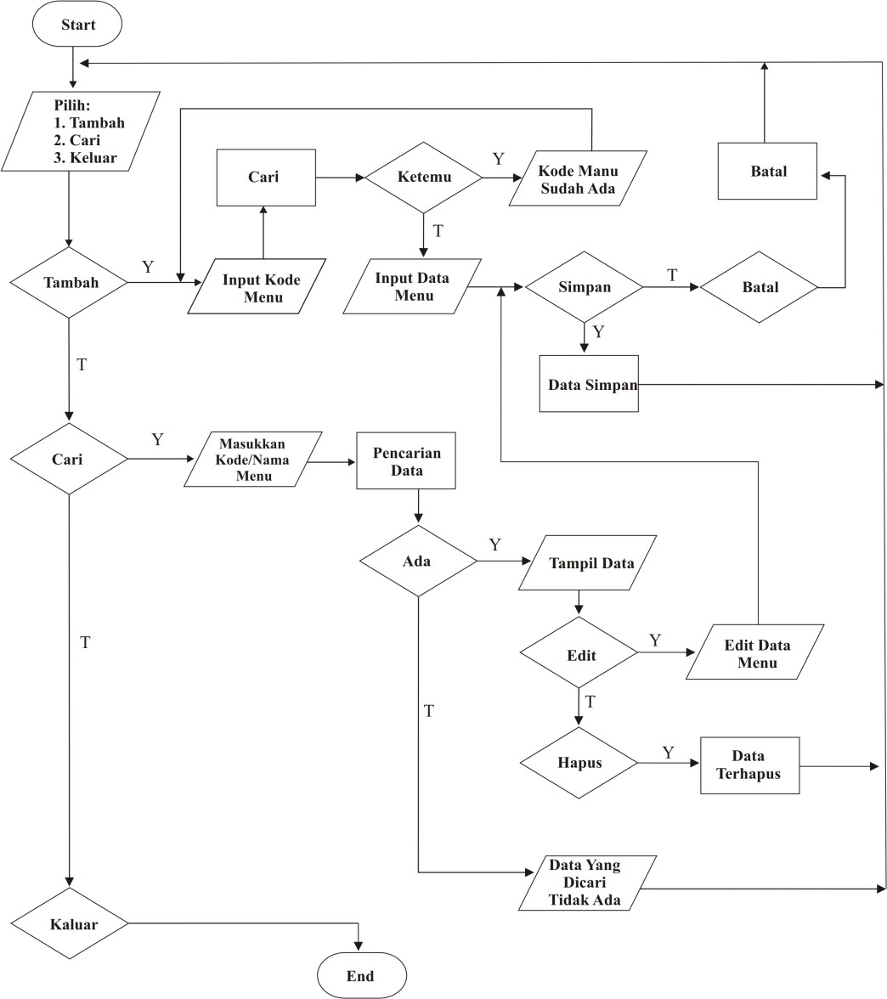 Start
Pilih:
1. Tambah
2. Cari
3. Keluar
Cari
Ketemu
Y
Kode Manu
Sudah Ada
Batal
T
Tambah
Y
Input Kode
Menu
Input Data
Menu
Simpan
T
Batal
Y
Data Simpan
T
Cari
Y
Masukkan
Kode/Nama
Menu
Pencarian
Data
Ada
Y
Tampil Data
T
Edit
Y
Edit Data
Menu
T
T
Hapus
Y
Data
Terhapus
Data Yang
Dicari
Tidak Ada
Kaluar
End